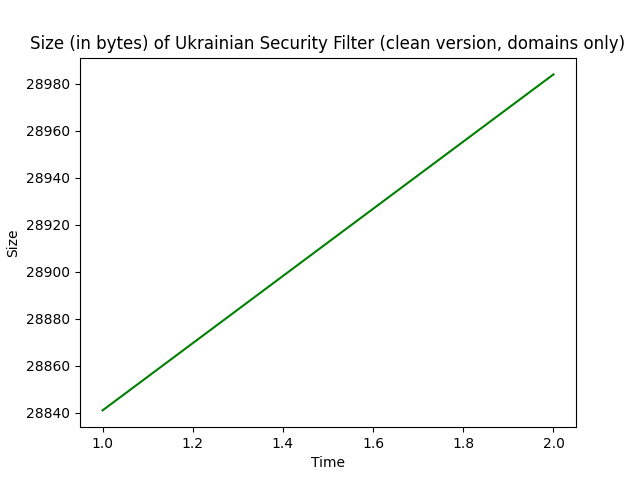 Size (in bytes) of Ukrainian Security Filter (clean version, domains only)
28980
28960
28940
28920
28900
28880
28860
28840
Size
1.0 1.2 1.4 1.6 1.8 2.0
Time